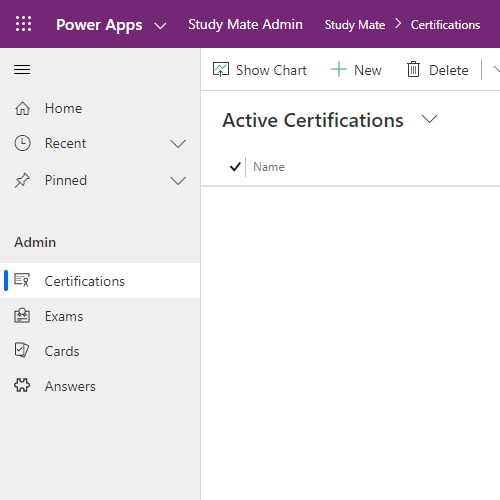 Power Apps Study Mate Admin Study Mate Certifications
Show Chart New Delete
Home
Recent
Pinned
Admin
Certifications
Exams
Cards
Answers
Active Certifications
Name